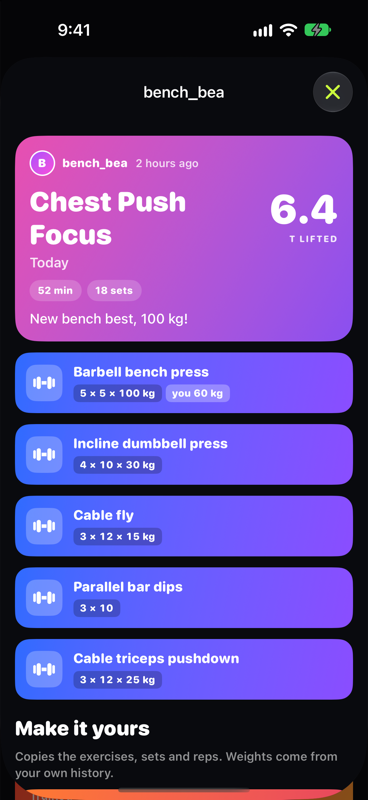 9:41
bench_bea
B bench_bea 2 hours ago
Chest Push
Focus
6.4
T LIFTED
Today
52 min 18 sets
New bench best, 100 kg!
Barbell bench press
5 × 5 × 100 kg you 60 kg
Incline dumbbell press
4 × 10 × 30 kg
Cable fly
3 × 12 × 15 kg
Parallel bar dips
3 × 10
Cable triceps pushdown
3 × 12 × 25 kg
Make it yours
Copies the exercises, sets and reps. Weights come from
your own history.